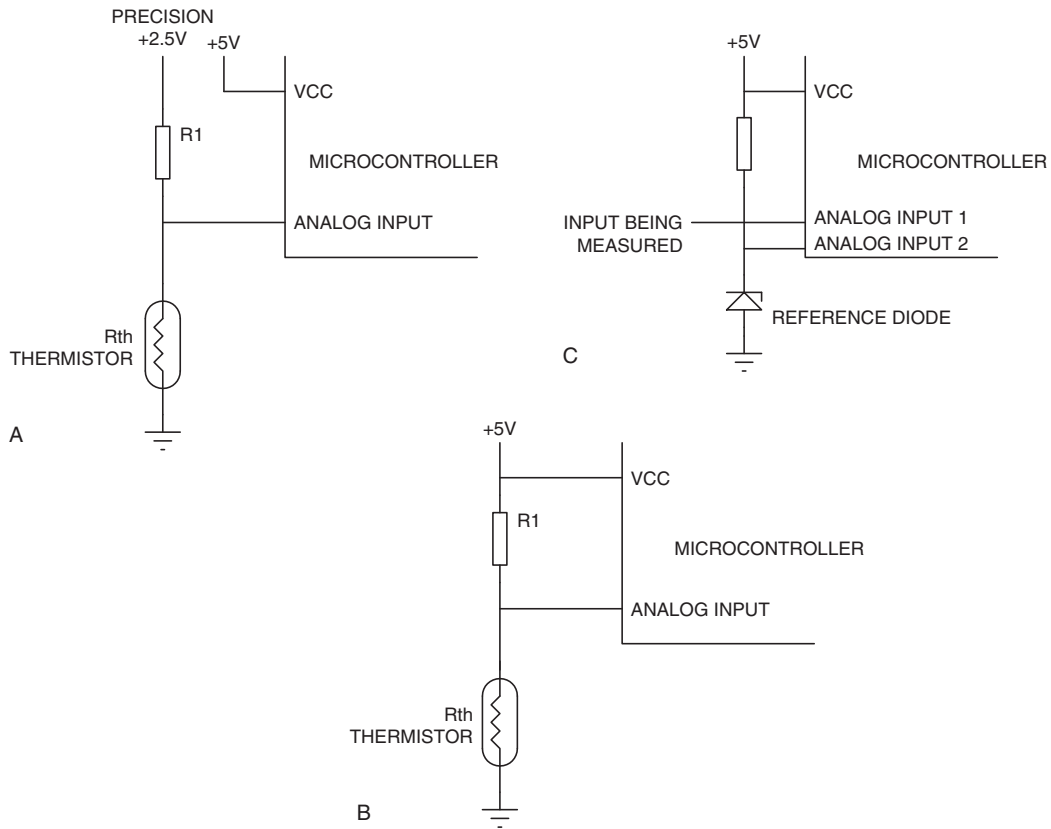 PRECISION
+2.5V
+5V
VCC
R1
MICROCONTROLLER
ANALOG INPUT
Rth
THERMISTOR
A
+5V
VCC
MICROCONTROLLER
INPUT BEING
MEASURED
ANALOG INPUT 1
ANALOG INPUT 2
REFERENCE DIODE
C
+5V
VCC
R1
MICROCONTROLLER
ANALOG INPUT
Rth
THERMISTOR
B